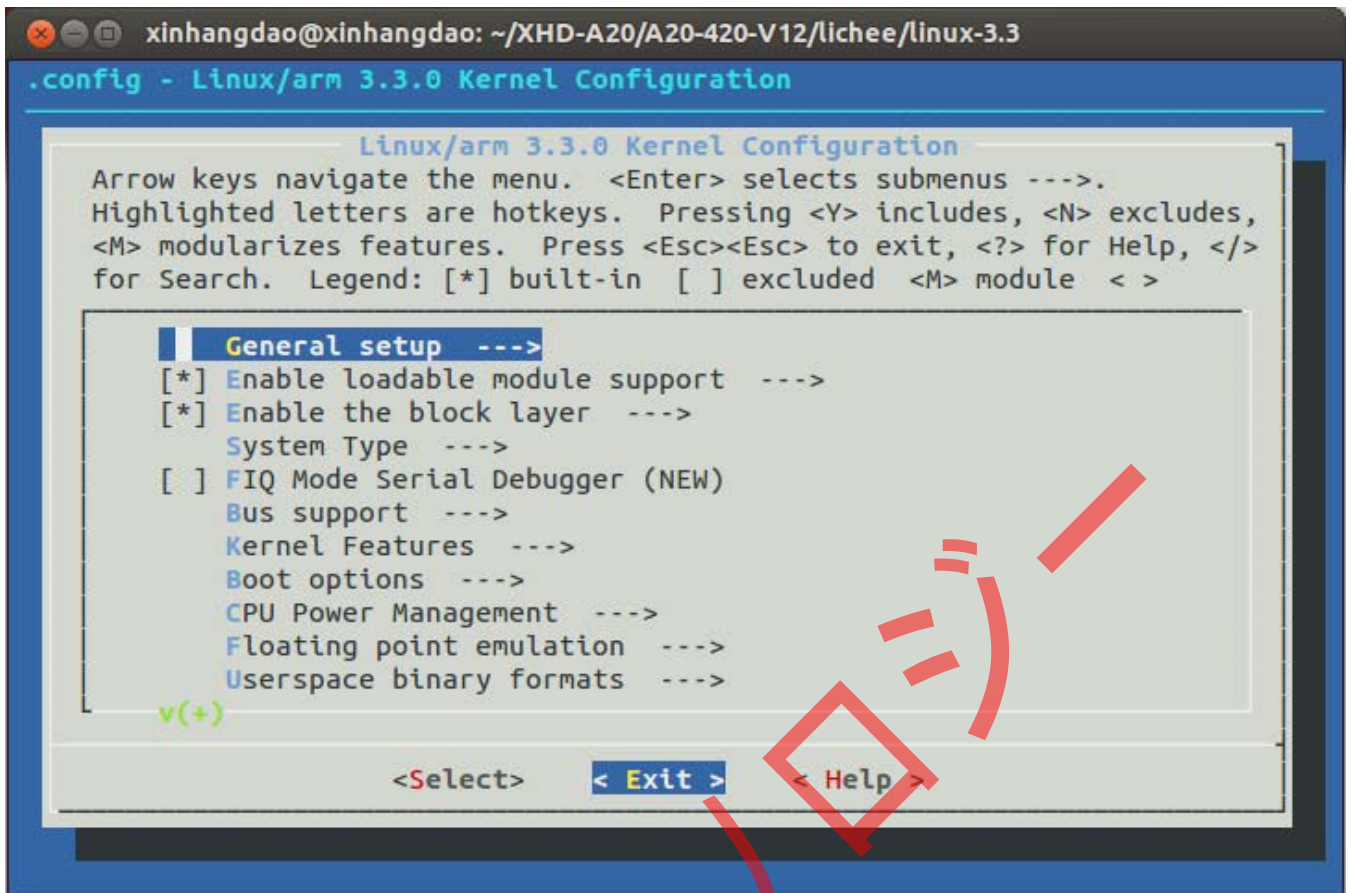 xinhangdao@xinhangdao: ~/XHD-A20/A20-420-V12/lichee/linux-3.3
.config - Linux/arm 3.3.0 Kernel Configuration
Linux/arm 3.3.0 Kernel Configuration
Arrow keys navigate the menu.  <Enter> selects submenus --->.
Highlighted letters are hotkeys.  Pressing <Y> includes, <N> excludes,
<M> modularizes features.  Press <Esc><Esc> to exit, <?> for Help, </>
for Search.  Legend: [*] built-in  [ ] excluded  <M> module  < >
General setup  --->
[*] Enable loadable module support  --->
[*] Enable the block layer  --->
System Type  --->
[ ] FIQ Mode Serial Debugger (NEW)
Bus support  --->
Kernel Features  --->
Boot options  --->
CPU Power Management  --->
Floating point emulation  --->
Userspace binary formats  --->
v(+)
<Select>    < Exit >    < Help >
ロジー